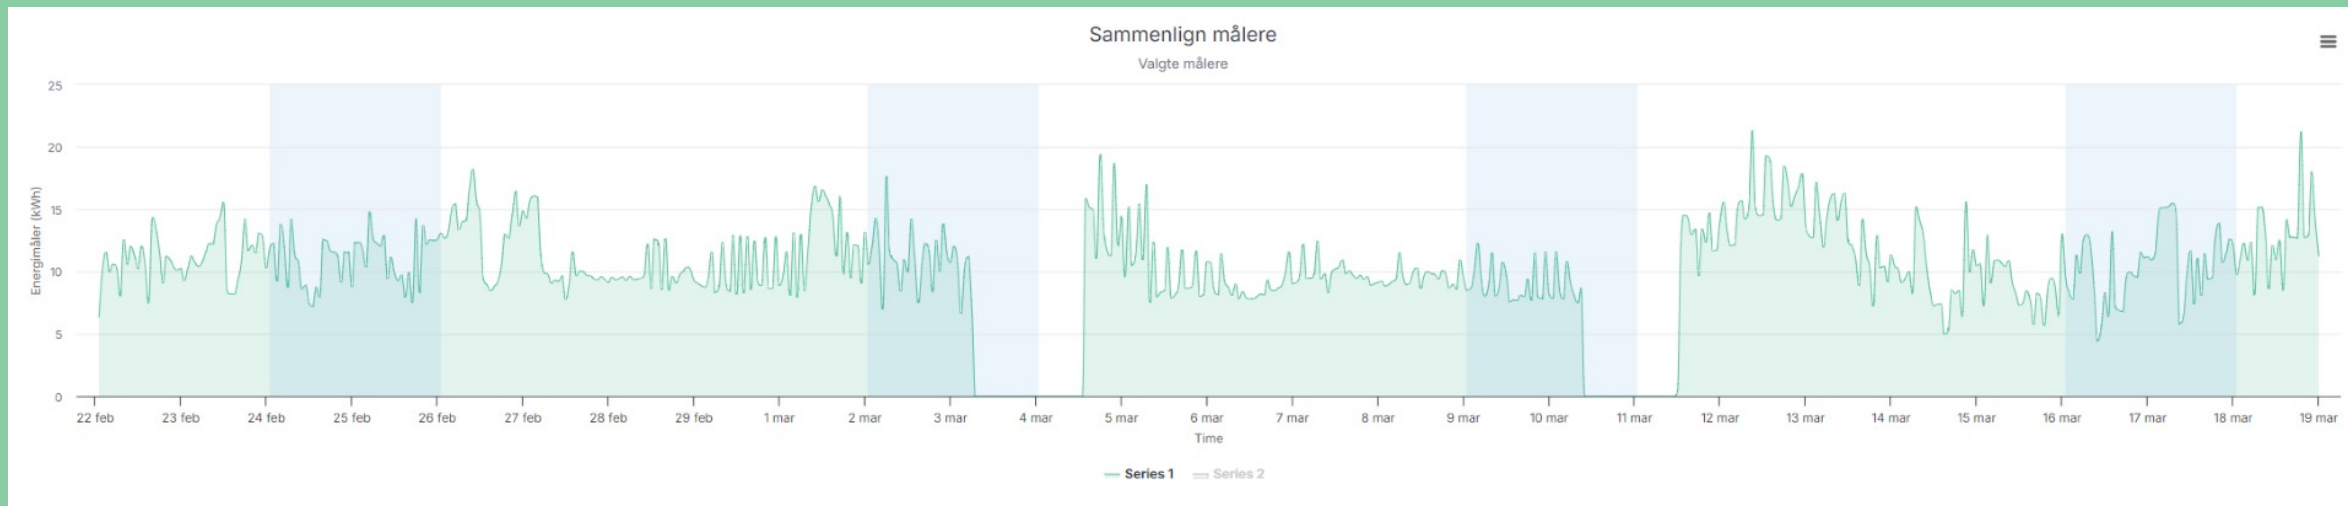 Sammenlign målere
Valgte målere
Energimåler (kWh)
25
20
15
10
5
0
22 feb 23 feb 24 feb 25 feb 26 feb 27 feb 28 feb 29 feb 1 mar 2 mar 3 mar 4 mar 5 mar 6 mar 7 mar 8 mar 9 mar 10 mar 11 mar 12 mar 13 mar 14 mar 15 mar 16 mar 17 mar 18 mar 19 mar
Time
Series 1 Series 2